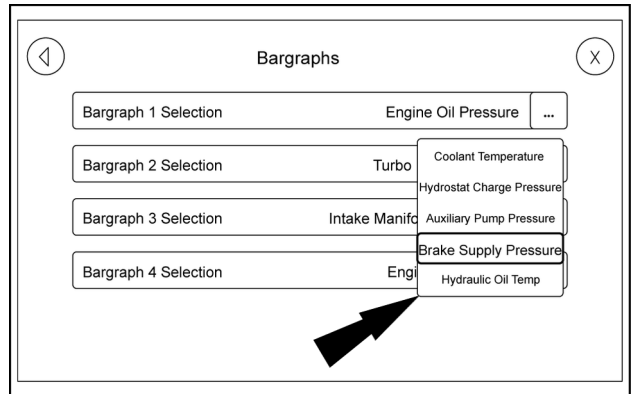 Bargraphs
X
Bargraph 1 Selection Engine Oil Pressure ...
Bargraph 2 Selection Turbo
Coolant Temperature
Hydrostat Charge Pressure
Bargraph 3 Selection Intake Manifo
Auxiliary Pump Pressure
Brake Supply Pressure
Bargraph 4 Selection Engi
Hydraulic Oil Temp